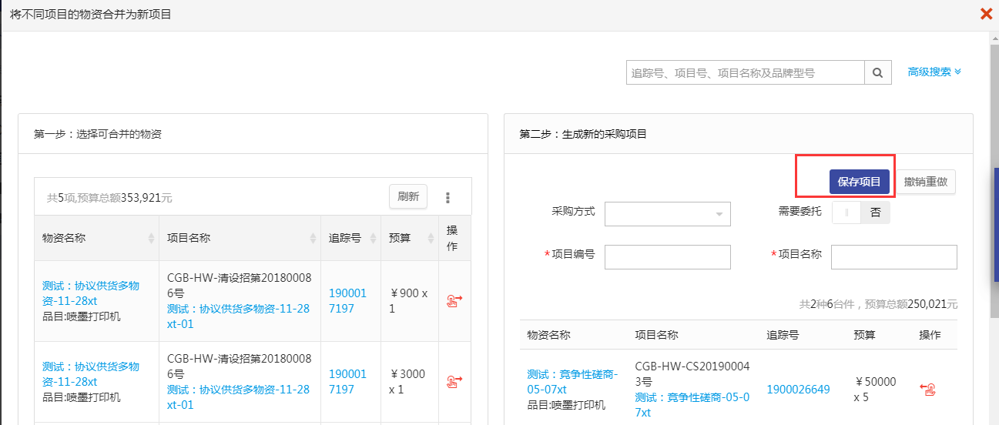 将不同项目的物资合并为新项目
追踪号、项目号、项目名称及品牌型号
高级搜索
第一步：选择可合并的物资
共5项,预算总额353,921元
刷新
物资名称
项目名称
追踪号
预算
操
作
测试：协议供货多物
资-11-28xt
品目:喷墨打印机
CGB-HW-清设招第20180008
6号
测试：协议供货多物资-11-28
xt-01
190001
7197
￥900 x
1
测试：协议供货多物
资-11-28xt
品目:喷墨打印机
CGB-HW-清设招第20180008
6号
测试：协议供货多物资-11-28
xt-01
190001
7197
￥3000
x 1
第二步：生成新的采购项目
保存项目
撤销重做
采购方式
需要委托
否
*项目编号
*项目名称
共2种6台件，预算总额250,021元
物资名称
项目名称
追踪号
预算
操作
测试：竞争性磋商-
05-07xt
品目:喷墨打印机
CGB-HW-CS20190004
3号
测试：竞争性磋商-05-0
7xt
1900026649
￥50000
x 5